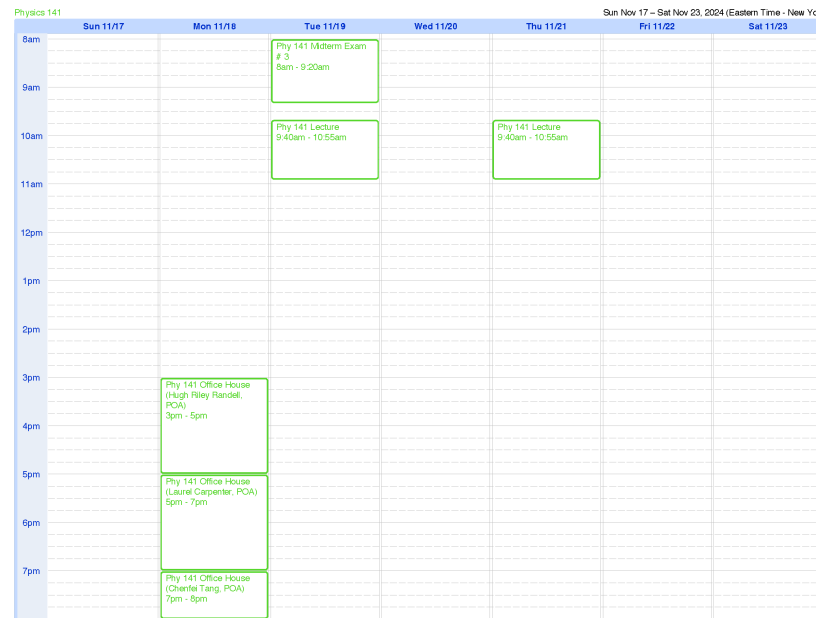 Physics 141
Sun Nov 17 – Sat Nov 23, 2024 (Eastern Time - New Yo
Sun 11/17 Mon 11/18 Tue 11/19 Wed 11/20 Thu 11/21 Fri 11/22 Sat 11/23
8am
Phy 141 Midterm Exam
# 3
8am - 9:20am
9am
Phy 141 Lecture
9:40am - 10:55am
Phy 141 Lecture
9:40am - 10:55am
10am
11am
12pm
1pm
2pm
3pm
Phy 141 Office House
(Hugh Riley Randell,
POA)
3pm - 5pm
4pm
5pm
Phy 141 Office House
(Laurel Carpenter, POA)
5pm - 7pm
6pm
7pm
Phy 141 Office House
(Chenfei Tang, POA)
7pm - 8pm